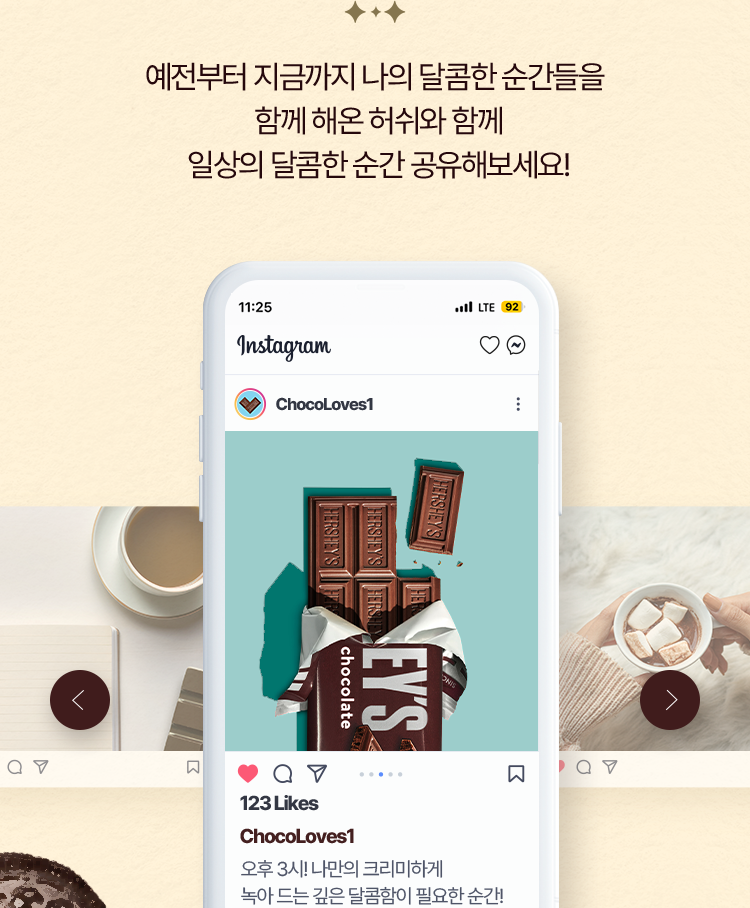 예전부터 지금까지 나의 달콤한 순간들을
함께 해온 허쉬와 함께
일상의 달콤한 순간 공유해보세요!
11:25
LTE
92
Instagram
ChocoLoves1
HERSHEY'S
HERSHEY'S
HERSHEY'S
EY'S
chocolate
SINC
123 Likes
ChocoLoves1
오후 3시! 나만의 크리미하게
녹아 드는 깊은 달콤함이 필요한 순간!